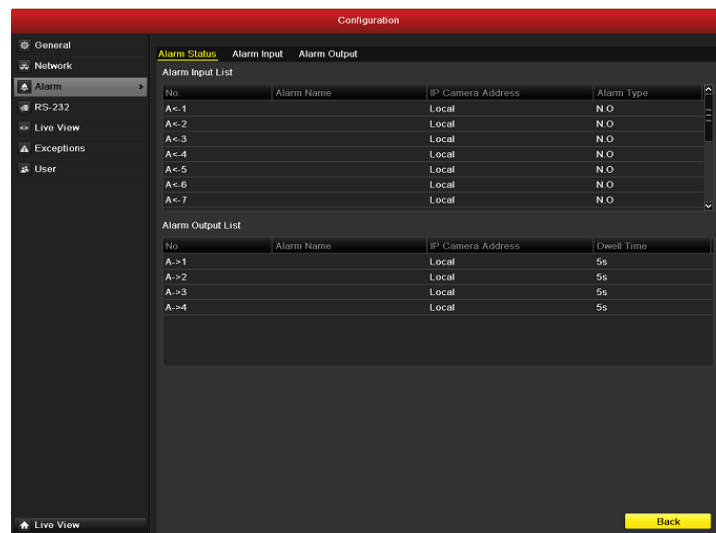 Configuration
General
Network
Alarm
RS-232
Live View
Exceptions
User
Alarm Status Alarm Input Alarm Output
Alarm Input List
No. Alarm Name IP Camera Address Alarm Type
A<-1 Local N.O
A<-2 Local N.O
A<-3 Local N.O
A<-4 Local N.O
A<-5 Local N.O
A<-6 Local N.O
A<-7 Local N.O
Alarm Output List
No. Alarm Name IP Camera Address Dwell Time
A->1 Local 5s
A->2 Local 5s
A->3 Local 5s
A->4 Local 5s
Live View
Back